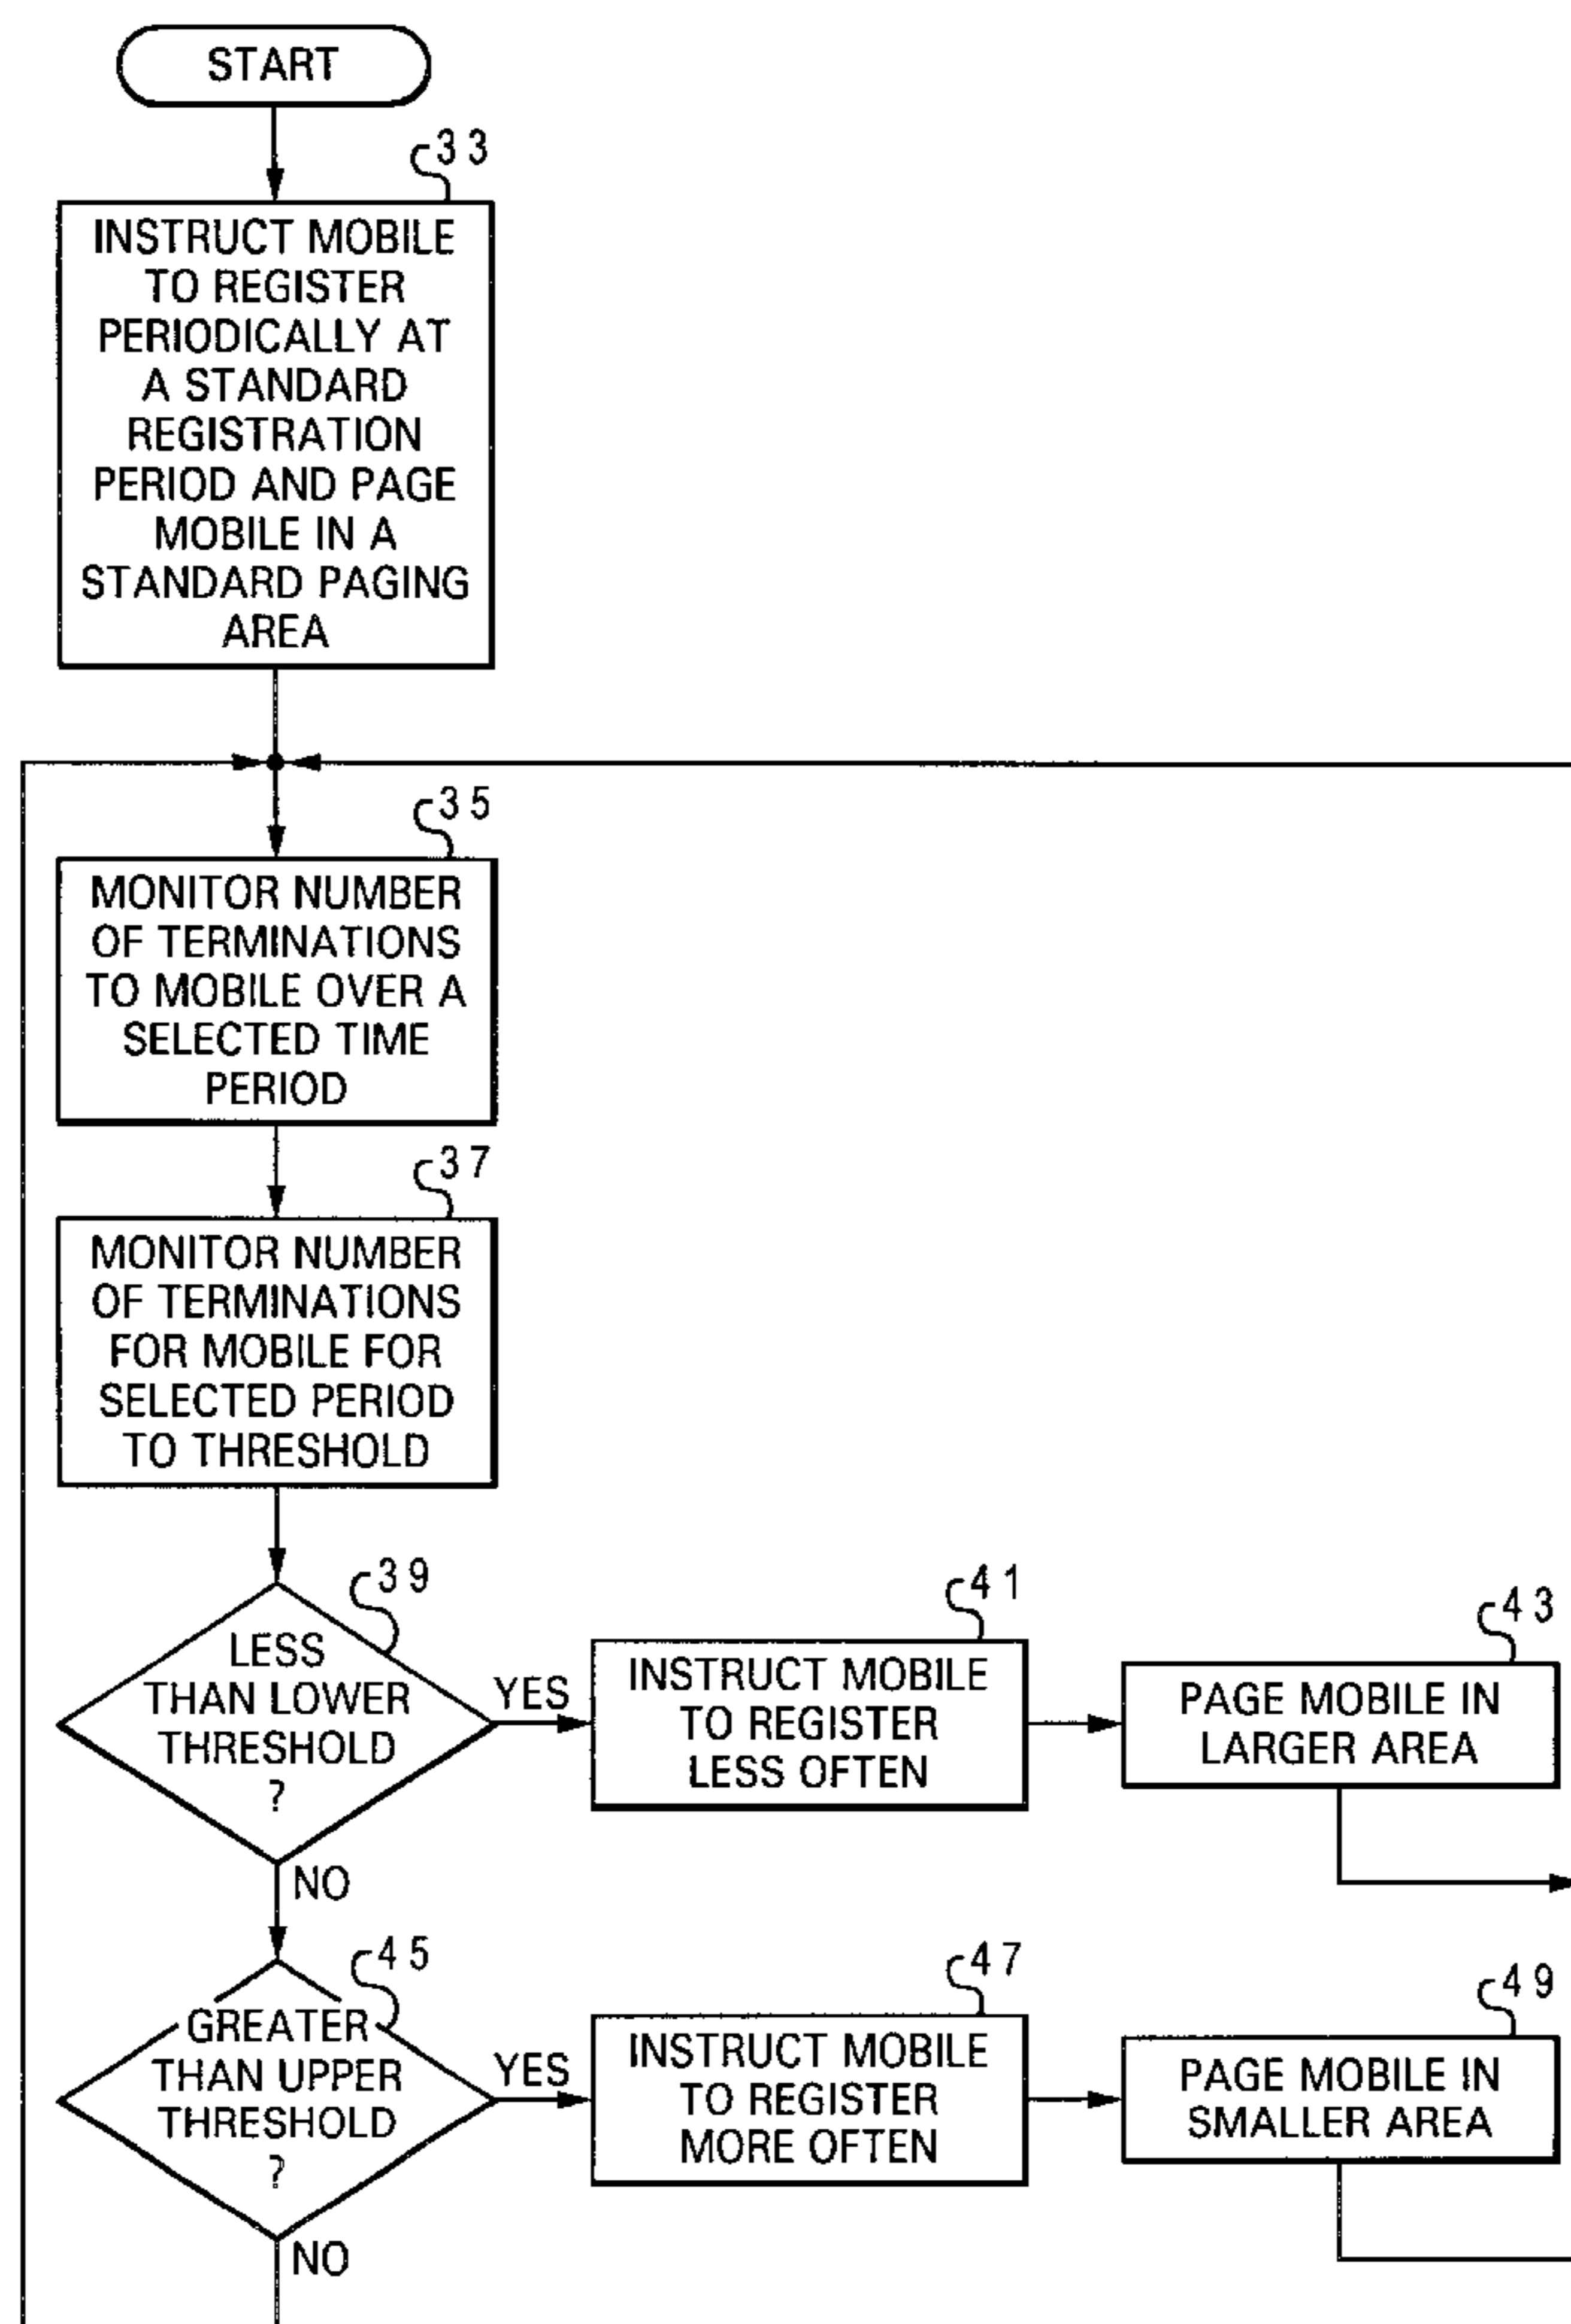 START
33
INSTRUCT MOBILE
TO REGISTER
PERIODICALLY AT
A STANDARD
REGISTRATION
PERIOD AND PAGE
MOBILE IN A
STANDARD PAGING
AREA
35
MONITOR NUMBER
OF TERMINATIONS
TO MOBILE OVER A
SELECTED TIME
PERIOD
37
MONITOR NUMBER
OF TERMINATIONS
FOR MOBILE FOR
SELECTED PERIOD
TO THRESHOLD
39
LESS
THAN LOWER
THRESHOLD
?
YES
NO
41
INSTRUCT MOBILE
TO REGISTER
LESS OFTEN
43
PAGE MOBILE IN
LARGER AREA
45
GREATER
THAN UPPER
THRESHOLD
?
YES
NO
47
INSTRUCT MOBILE
TO REGISTER
MORE OFTEN
49
PAGE MOBILE IN
SMALLER AREA